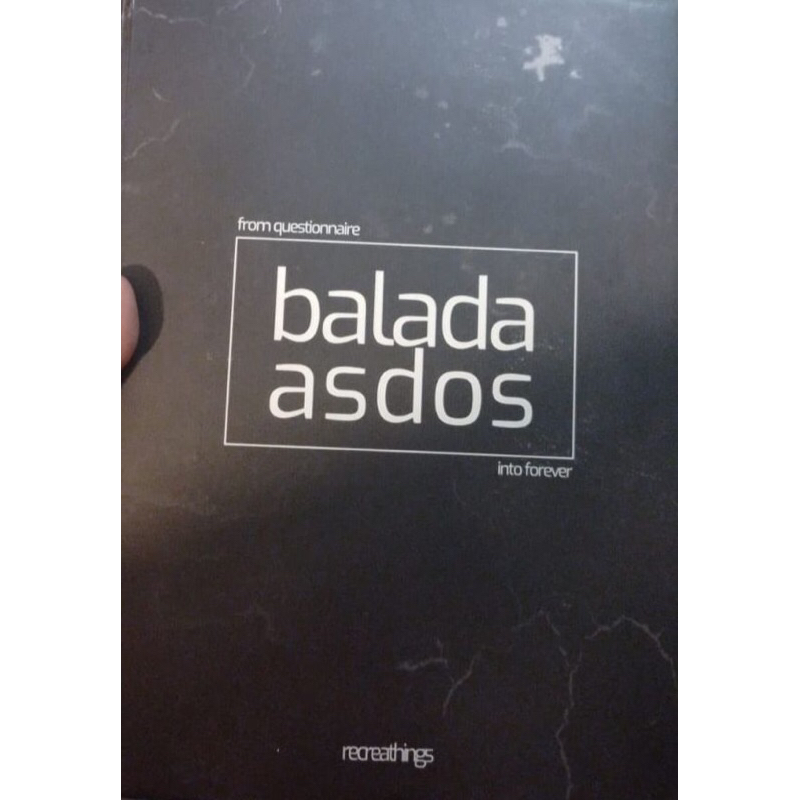 from questionnaire
balada
asdos
into forever
recreathings